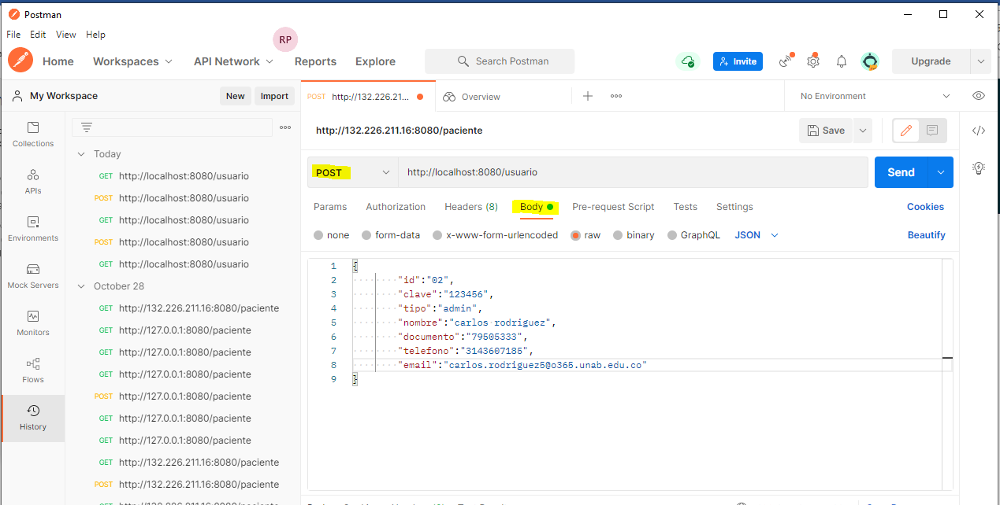 Postman
File Edit View Help
RP
Home Workspaces API Network Reports Explore Search Postman Invite Upgrade
My Workspace New Import
POST http://132.226.21... Overview No Environment
Collections
APIs
Environments
Mock Servers
Monitors
Flows
History
Today
GET http://localhost:8080/usuario
POST http://localhost:8080/usuario
GET http://localhost:8080/usuario
POST http://localhost:8080/usuario
GET http://localhost:8080/usuario
October 28
GET http://132.226.211.16:8080/paciente
GET http://127.0.0.1:8080/paciente
GET http://127.0.0.1:8080/paciente
GET http://127.0.0.1:8080/paciente
POST http://127.0.0.1:8080/paciente
GET http://127.0.0.1:8080/paciente
GET http://127.0.0.1:8080/paciente
GET http://132.226.211.16:8080/paciente
POST http://132.226.211.16:8080/paciente
http://132.226.211.16:8080/paciente Save
POST http://localhost:8080/usuario Send
Params Authorization Headers (8) Body Pre-request Script Tests Settings Cookies
none form-data x-www-form-urlencoded raw binary GraphQL JSON Beautify
1 {
2 "id":"02",
3 "clave":"123456",
4 "tipo":"admin",
5 "nombre":"carlos rodriguez",
6 "documento":"79505333",
7 "telefono":"3143607185",
8 "email":"carlos.rodriguez5@o365.unab.edu.co"
9 }